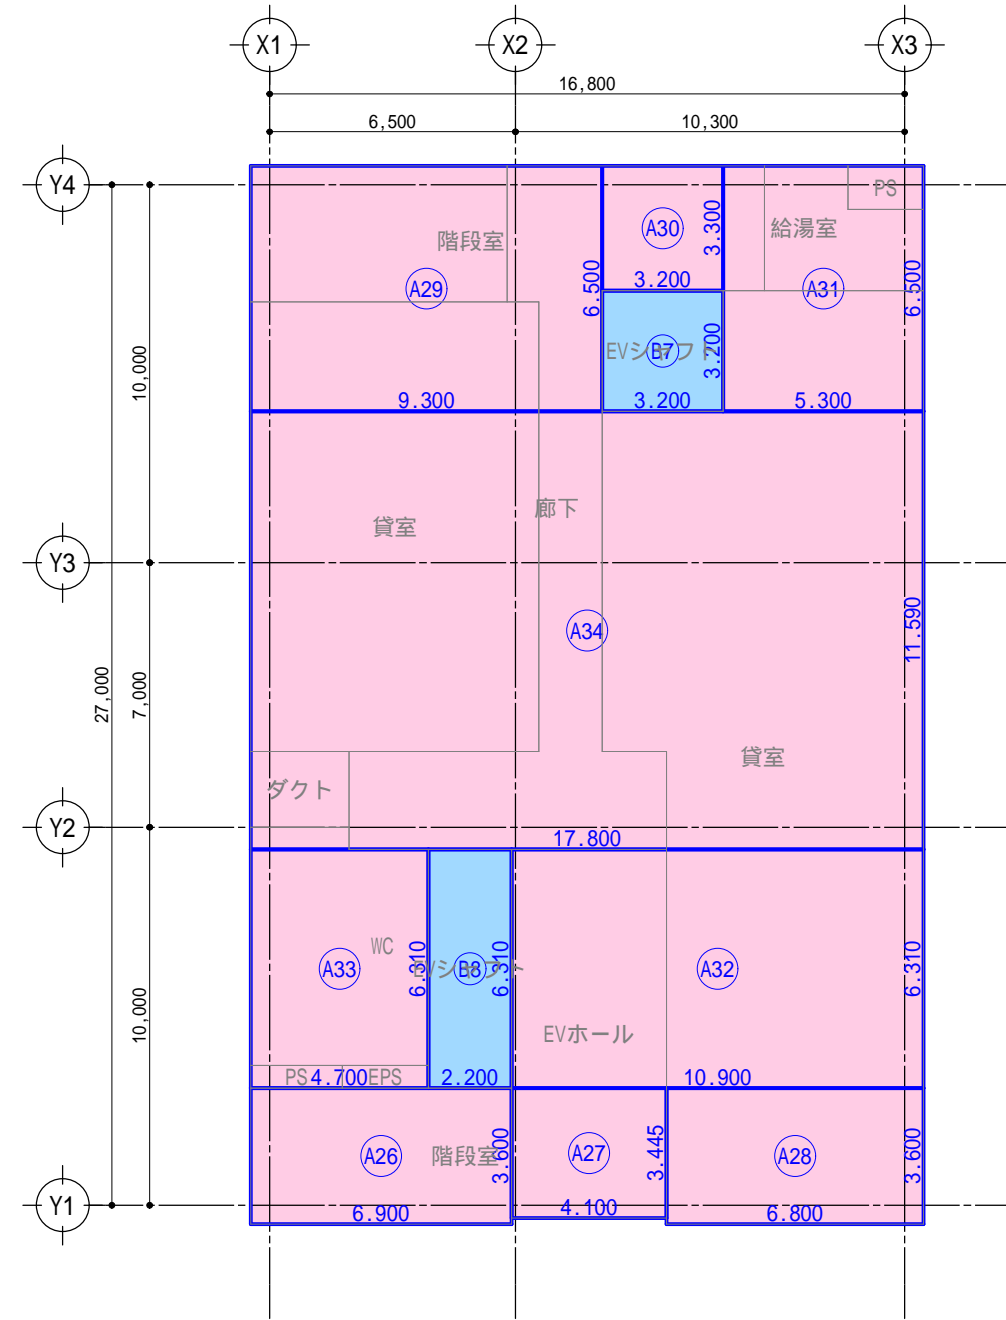 X1
X2
X3
16,800
6,500
10,300
Y4
PS
A30
3.300
給湯室
階段室
A29
6.500
3.200
A31
6.500
EVシャフト
B7
3.200
10,000
9.300
3.200
5.300
廊下
貸室
Y3
A34
11.590
27,000
7,000
貸室
ダクト
Y2
17.800
WC
A33
6.310
EVシャフト
B8
6.310
A32
6.310
10,000
EVホール
PS
4.700
EPS
2.200
10.900
A26
階段室
3.600
A27
3.445
A28
3.600
Y1
6.900
4.100
6.800